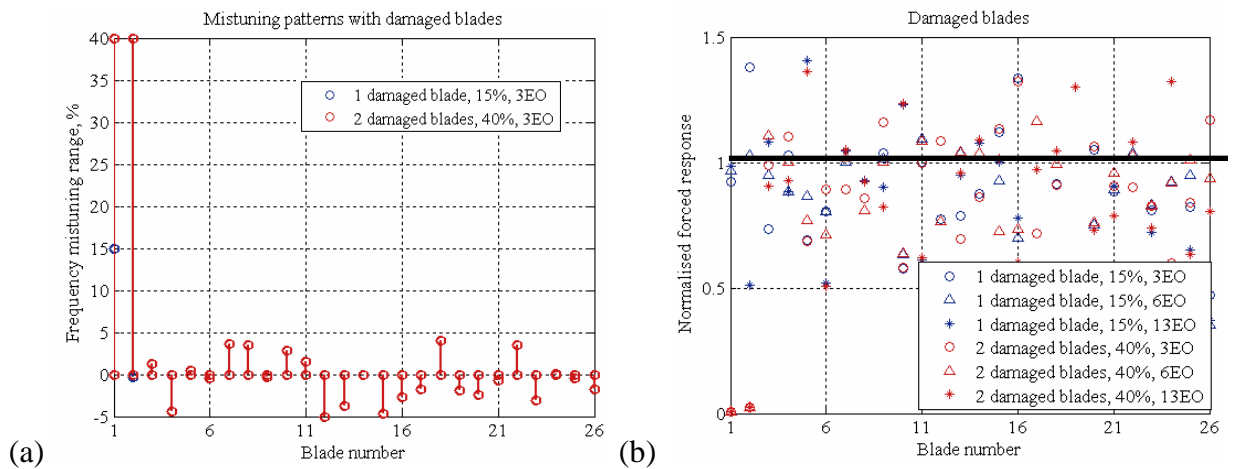 Mistuning patterns with damaged blades
Frequency mistuning range, %
40
35
30
25
20
15
10
5
0
-5
1 damaged blade, 15%, 3EO
2 damaged blades, 40%, 3EO
1
6
11
16
21
26
Blade number
(a)
Damaged blades
Normalised forced response
1.5
1
0.5
0
1 damaged blade, 15%, 3EO
1 damaged blade, 15%, 6EO
1 damaged blade, 15%, 13EO
2 damaged blades, 40%, 3EO
2 damaged blades, 40%, 6EO
2 damaged blades, 40%, 13EO
1
6
11
16
21
26
Blade number
(b)